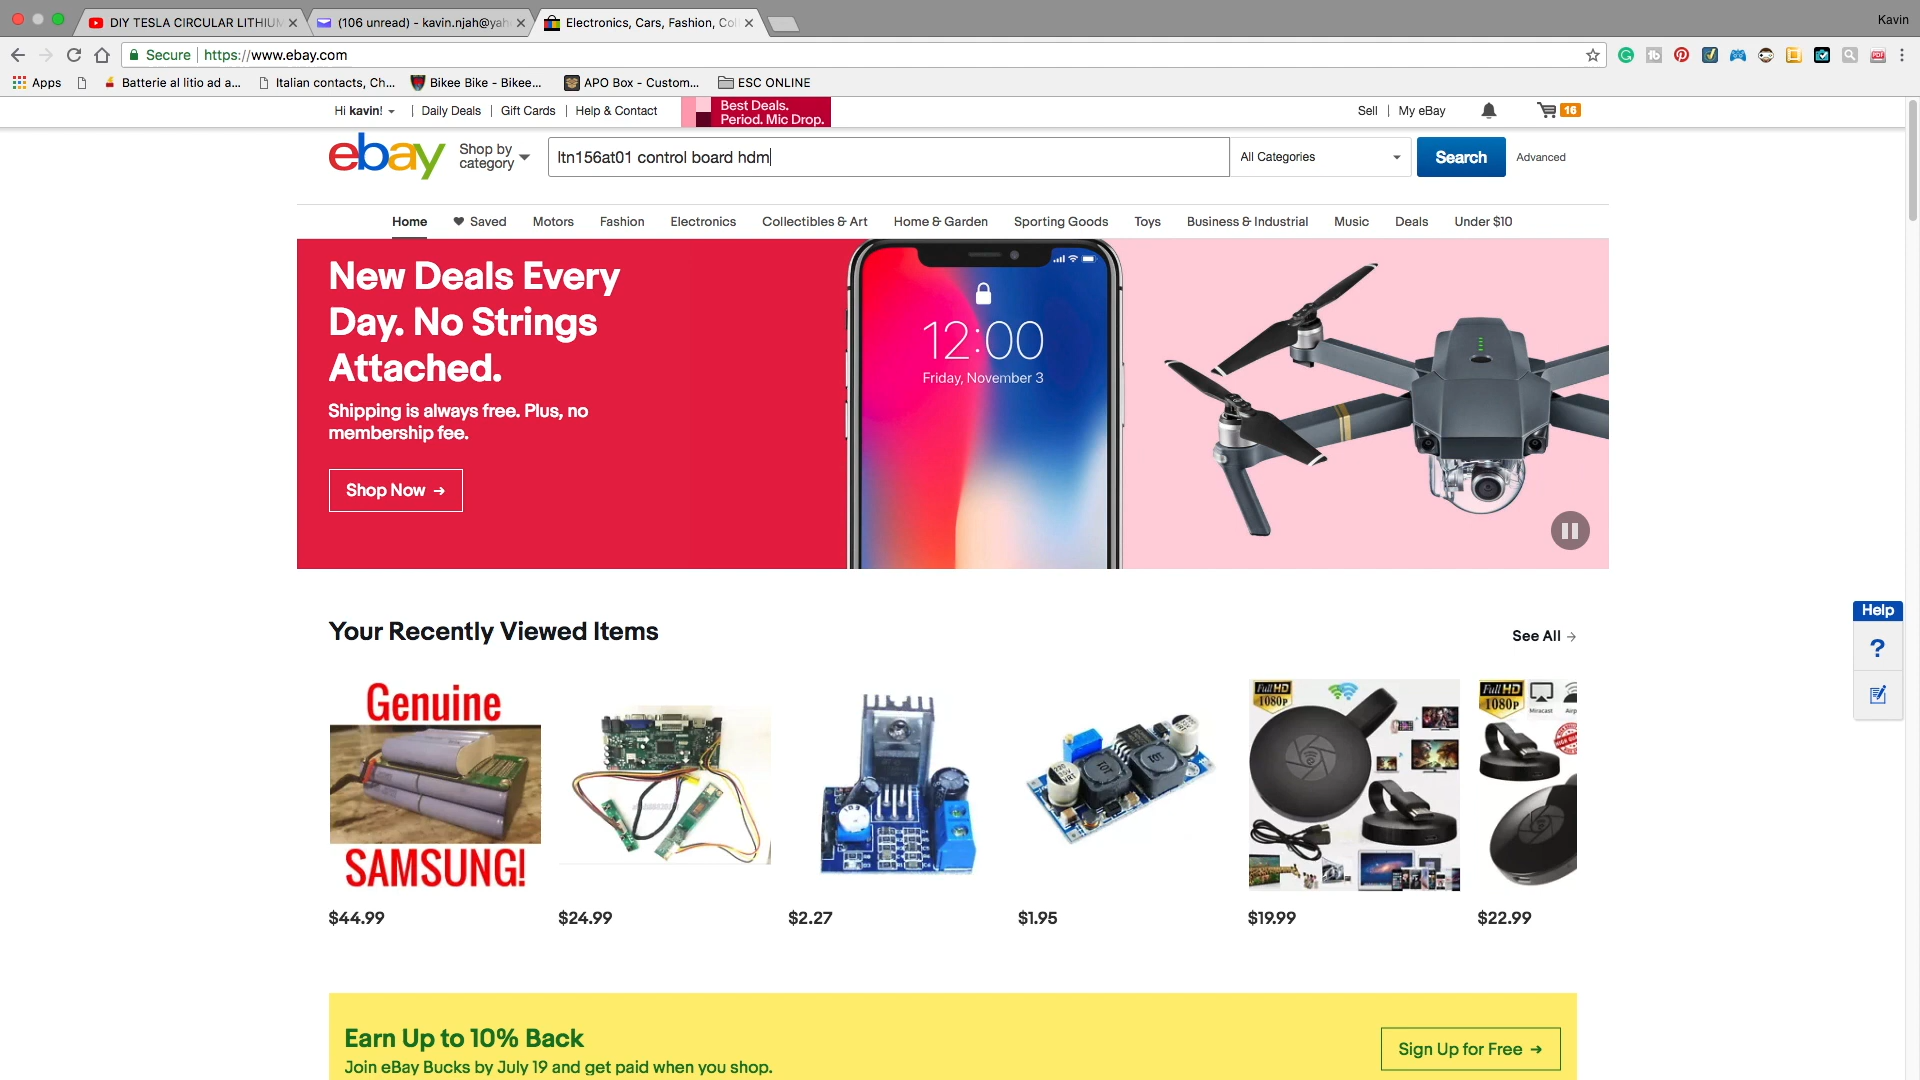 DIY TESLA CIRCULAR LITHIUM
(106 unread) - kavin.njah@yah
Electronics, Cars, Fashion, Col
Kavin
Secure
https://www.ebay.com
Apps
Batterie al litio ad a...
Italian contacts, Ch...
Bikee Bike - Bikee...
APO Box - Custom...
ESC ONLINE
Hi kavin!
Daily Deals
Gift Cards
Help & Contact
Best Deals.
Period. Mic Drop.
Sell
My eBay
16
ebay
Shop by
category
ltn156at01 control board hdm
All Categories
Search
Advanced
Home
Saved
Motors
Fashion
Electronics
Collectibles & Art
Home & Garden
Sporting Goods
Toys
Business & Industrial
Music
Deals
Under $10
New Deals Every
Day. No Strings
Attached.
Shipping is always free. Plus, no
membership fee.
Shop Now →
12:00
Friday, November 3
Help
?
Your Recently Viewed Items
See All →
Genuine
SAMSUNG!
Full HD
1080p
Full HD
1080p
Miracast
$44.99
$24.99
$2.27
$1.95
$19.99
$22.99
Earn Up to 10% Back
Join eBay Bucks by July 19 and get paid when you shop.
Sign Up for Free →